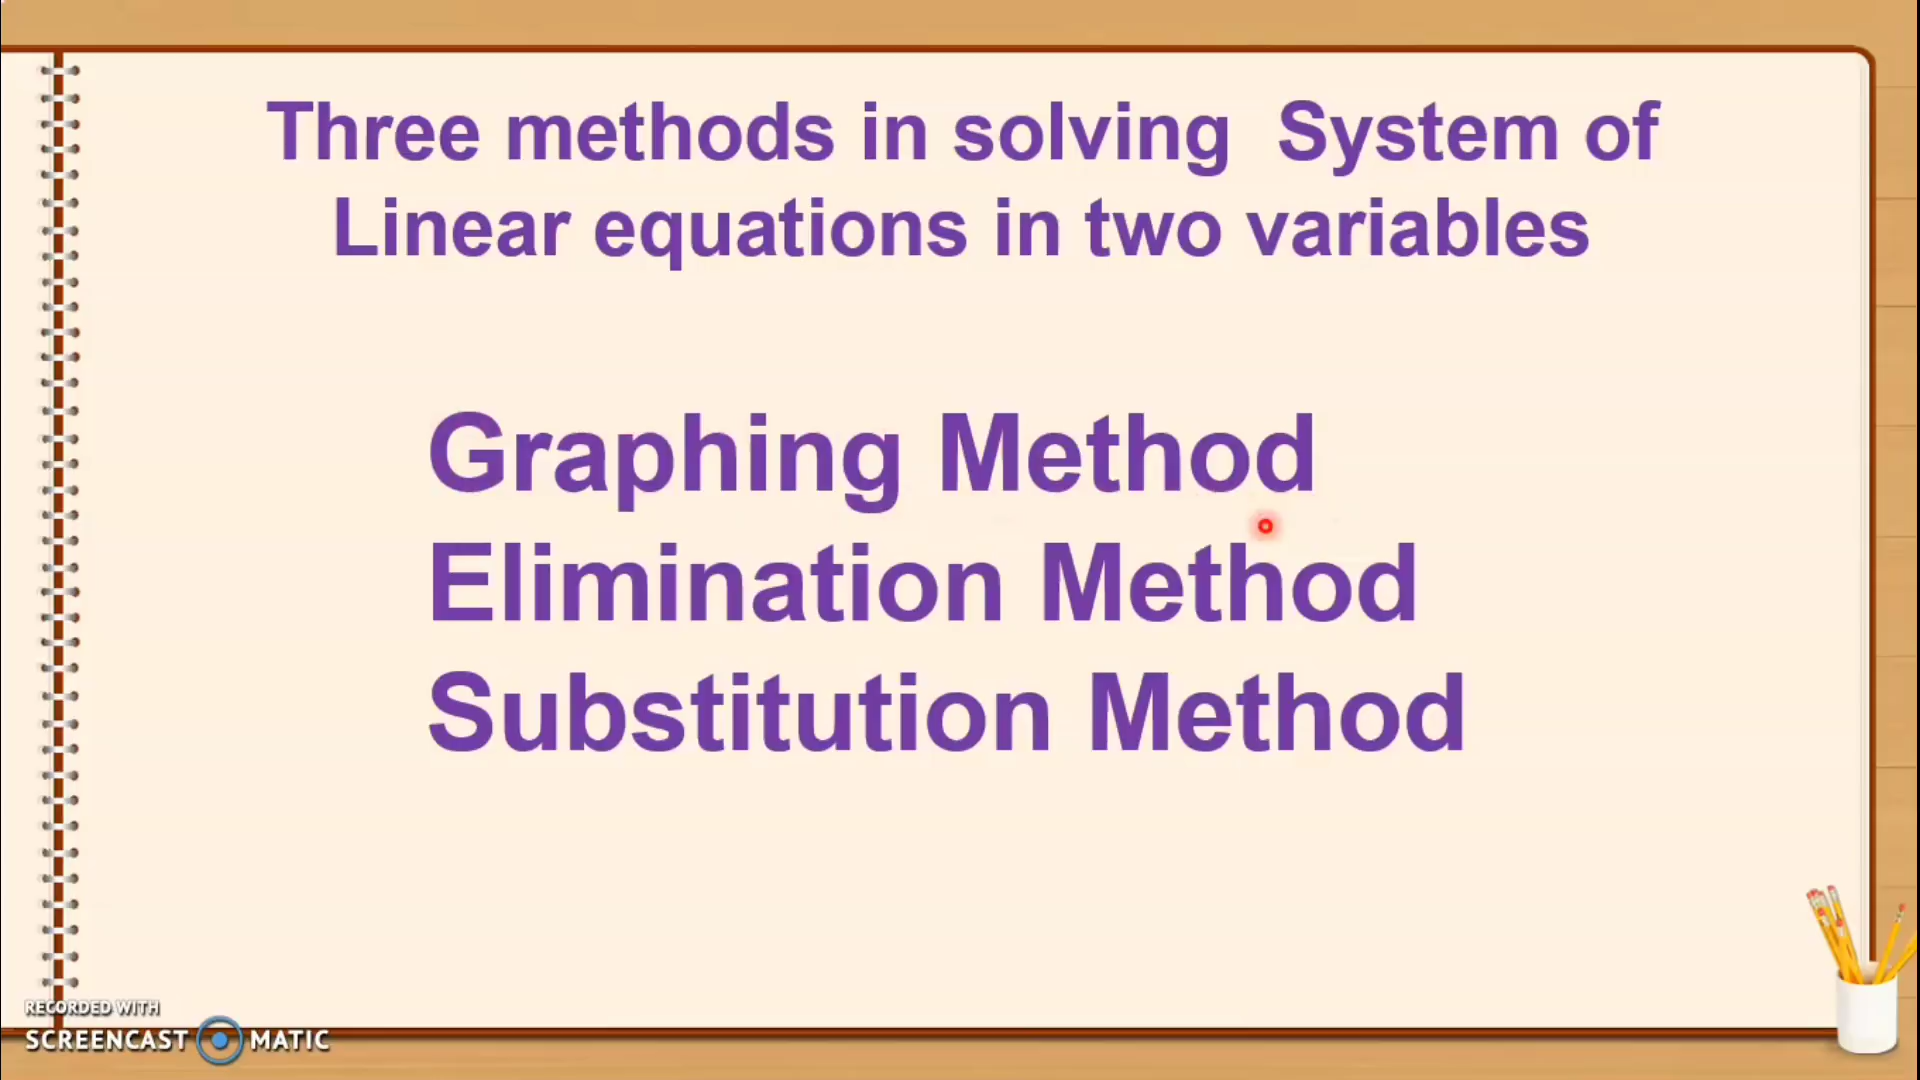 Three methods in solving System of
Linear equations in two variables
Graphing Method
Elimination Method
Substitution Method
RECORDED WITH
SCREENCAST MATIC